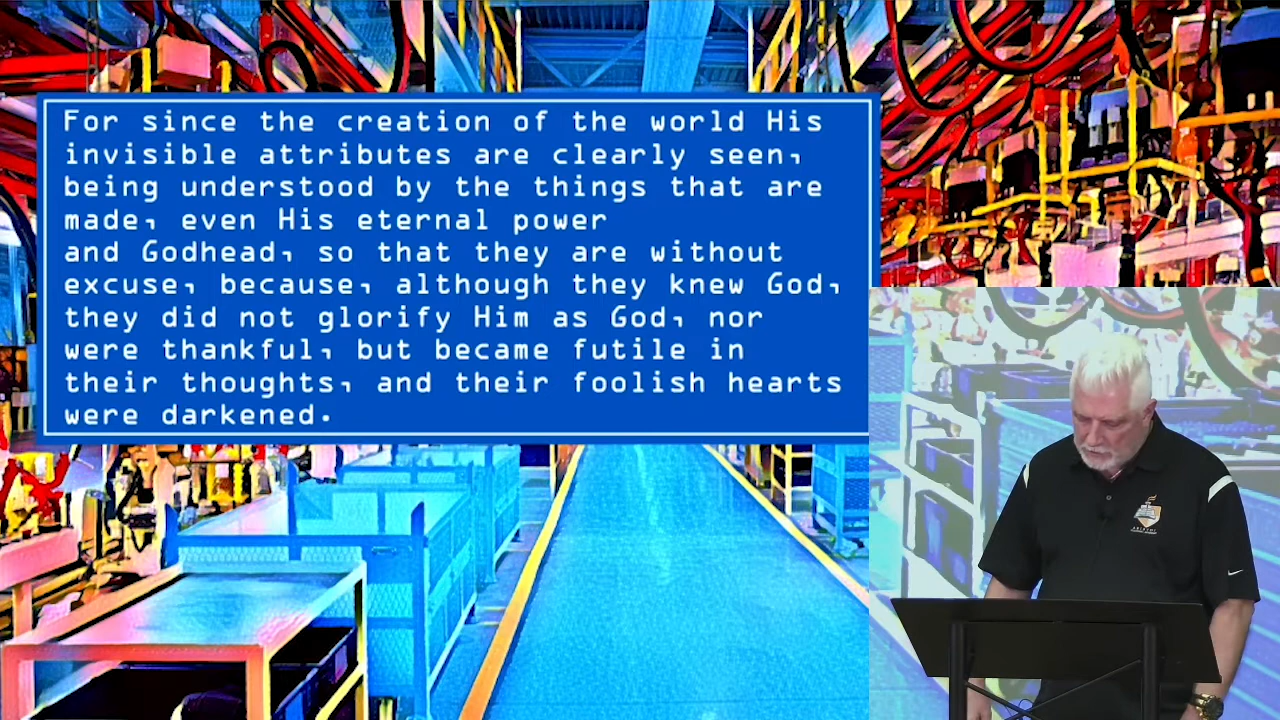 For since the creation of the world His
invisible attributes are clearly seen,
being understood by the things that are
made, even His eternal power
and Godhead, so that they are without
excuse, because, although they knew God,
they did not glorify Him as God, nor
were thankful, but became futile in
their thoughts, and their foolish hearts
were darkened.